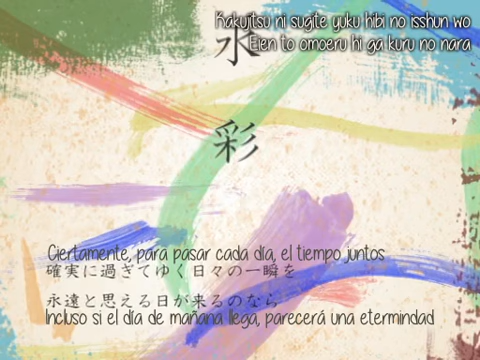 Kakujitsu ni sugite yuku hibi no isshun wo
Eien to omoeru hi ga kuru no nara
水
彩
Ciertamente, para pasar cada día, el tiempo juntos
確実に過ぎてゆく日々の一瞬を
永遠と思える日が来るのなら
Incluso si el día de mañana llega, parecerá una etermindad